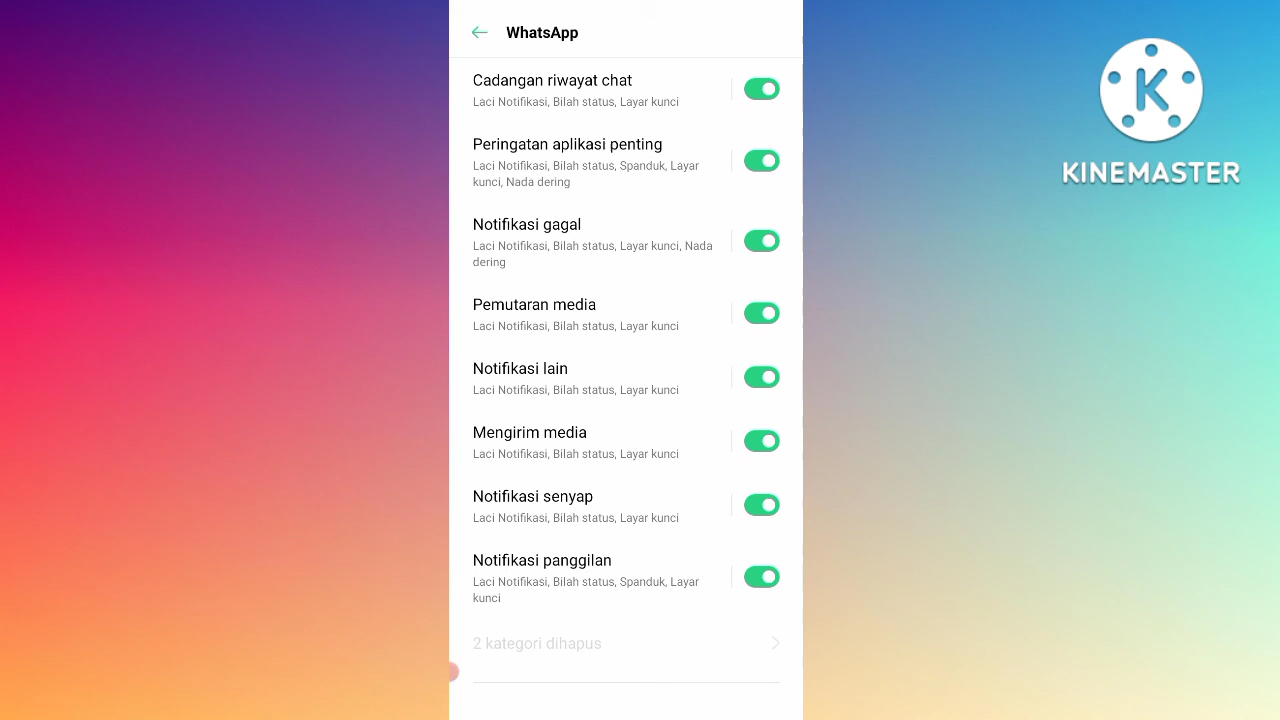 WhatsApp
Cadangan riwayat chat
Laci Notifikasi, Bilah status, Layar kunci
Peringatan aplikasi penting
Laci Notifikasi, Bilah status, Spanduk, Layar
kunci, Nada dering
Notifikasi gagal
Laci Notifikasi, Bilah status, Layar kunci, Nada
dering
Pemutaran media
Laci Notifikasi, Bilah status, Layar kunci
Notifikasi lain
Laci Notifikasi, Bilah status, Layar kunci
Mengirim media
Laci Notifikasi, Bilah status, Layar kunci
Notifikasi senyap
Laci Notifikasi, Bilah status, Layar kunci
Notifikasi panggilan
Laci Notifikasi, Bilah status, Spanduk, Layar
kunci
2 kategori dihapus
K
KINEMASTER